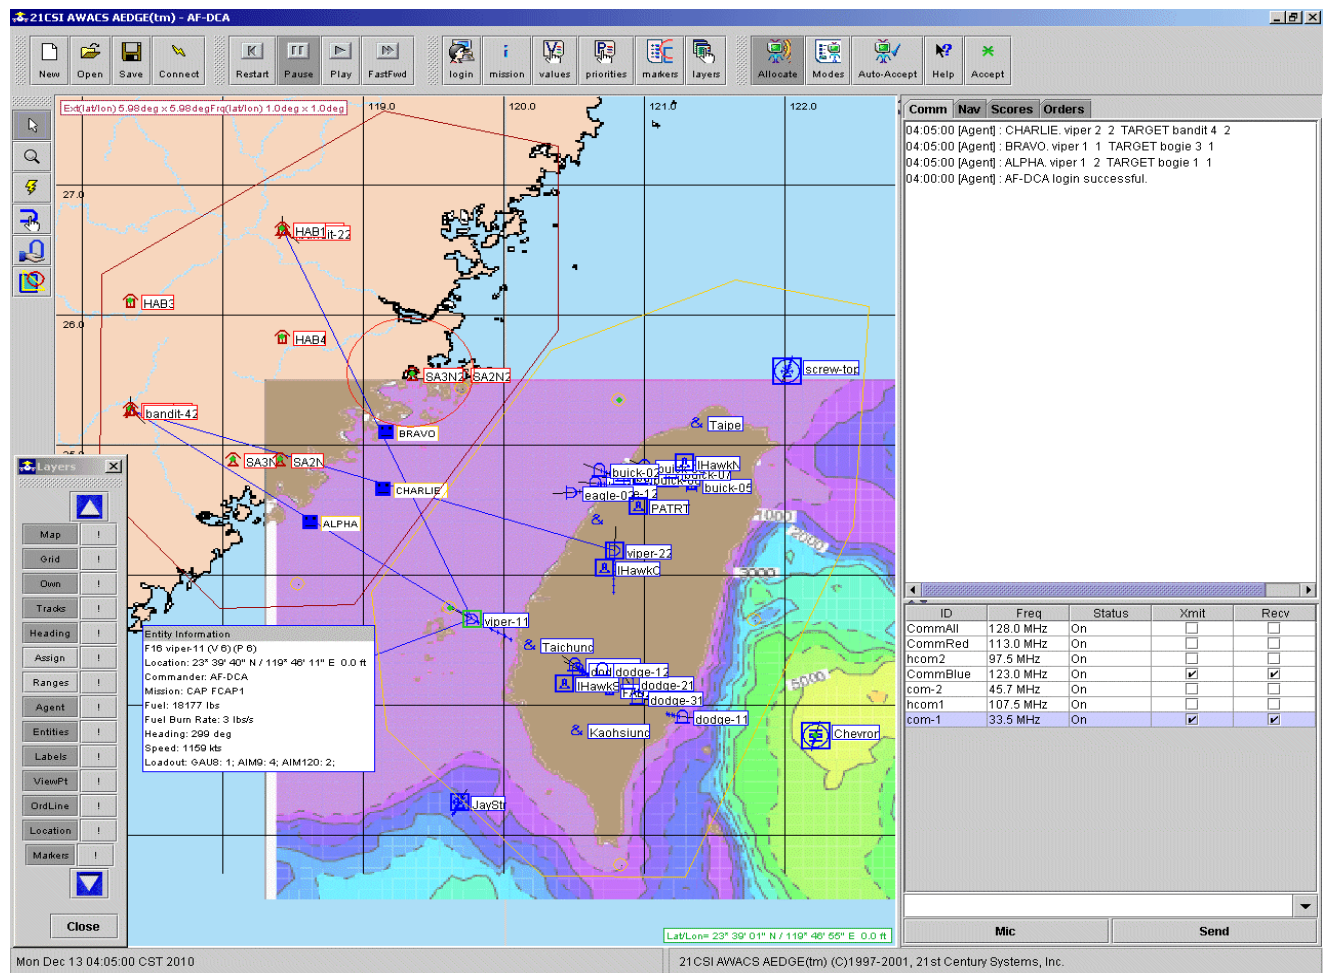 21CSI AWACS AEDGE(tm) - AF-DCA
New Open Save Connect Restart Pause Play FastFwd login mission values priorities markers layers Allocate Modes Auto-Accept Help Accept
Ext(lat/lon) 5.98deg x 5.98degFrq(lat/lon) 1.0deg x 1.0deg
119.0 120.0 121.0 122.0
27.0
HAB1 it-22
HAB3
26.0
HAB4
SA3N2 SA2N2
screw-top
bandit-42
BRAVO
Taipe
SA3N SA2N
buick-02 buick-07 IHawkN
eagle-02 buick-05
CHARLIE
PATRT
ALPHA
1000
2000
viper-22
IHawkC
3000
viper-11
Taichung
dodge-12
IHawkS dodge-21
dodge-31
5000
dodge-11
Kaohsiung
Chevron
JayStr
Layers
Map !
Grid !
Own !
Tracks !
Heading !
Assign !
Ranges !
Agent !
Entities !
Labels !
ViewPt !
OrdLine !
Location !
Markers !
Close
Entity Information
F16 viper-11 (V 6) (P 6)
Location: 23° 39' 40" N / 119° 46' 11" E 0.0 ft
Commander: AF-DCA
Mission: CAP FCAP1
Fuel: 18177 lbs
Fuel Burn Rate: 3 lbs/s
Heading: 299 deg
Speed: 1159 kts
Loadout: GAU8: 1; AIM9: 4; AIM120: 2;
Lat/Lon= 23° 39' 01" N / 119° 46' 55" E 0.0 ft
Comm Nav Scores Orders
04:05:00 [Agent] : CHARLIE. viper 2 2 TARGET bandit 4 2
04:05:00 [Agent] : BRAVO. viper 1 1 TARGET bogie 3 1
04:05:00 [Agent] : ALPHA. viper 1 2 TARGET bogie 1 1
04:00:00 [Agent] : AF-DCA login successful.
ID Freq Status Xmit Recv
CommAll 128.0 MHz On
CommRed 113.0 MHz On
hcom2 97.5 MHz On
CommBlue 123.0 MHz On
com-2 45.7 MHz On
hcom1 107.5 MHz On
com-1 33.5 MHz On
Mic Send
Mon Dec 13 04:05:00 CST 2010
21CSI AWACS AEDGE(tm) (C)1997-2001, 21st Century Systems, Inc.